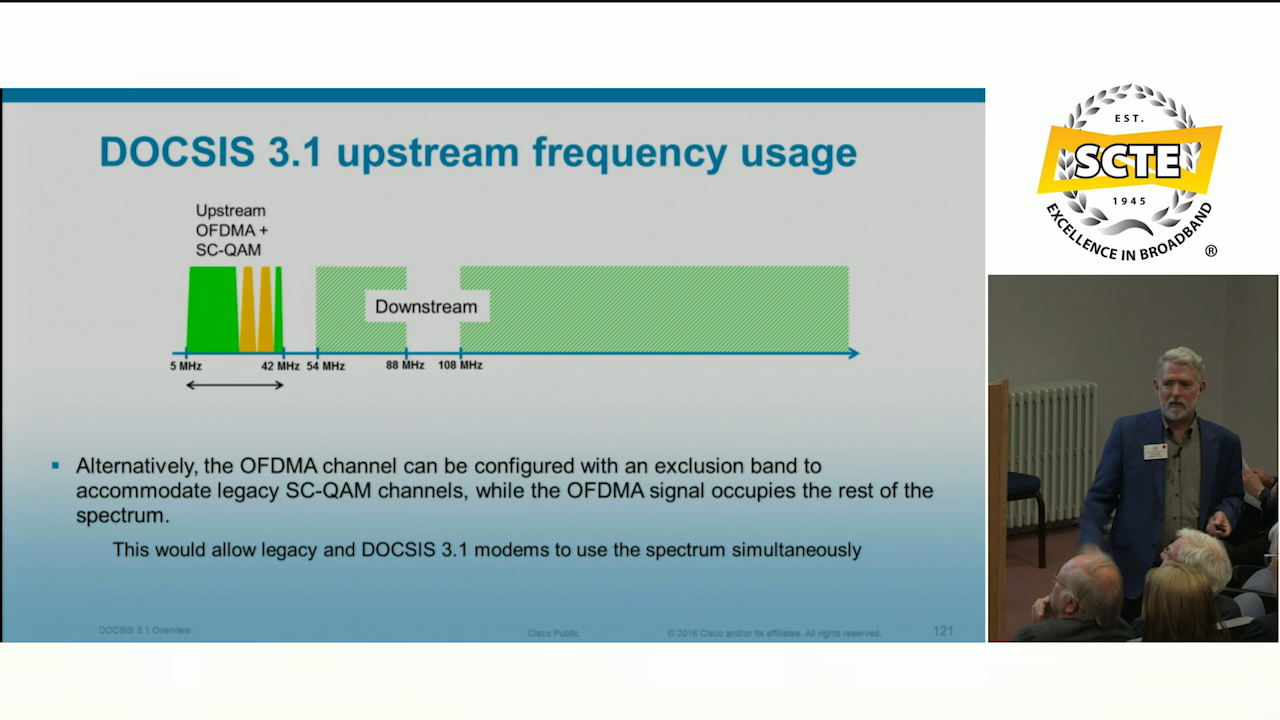 DOCSIS 3.1 upstream frequency usage
Upstream
OFDMA +
SC-QAM
Downstream
5 MHz
42 MHz
54 MHz
88 MHz
108 MHz
Alternatively, the OFDMA channel can be configured with an exclusion band to
accommodate legacy SC-QAM channels, while the OFDMA signal occupies the rest of the
spectrum.
This would allow legacy and DOCSIS 3.1 modems to use the spectrum simultaneously
DOCSIS 3.1 Overview
Cisco Public
© 2016 Cisco and/or its affiliates. All rights reserved.
121
EST.
SCTE
1945
EXCELLENCE IN BROADBAND
®